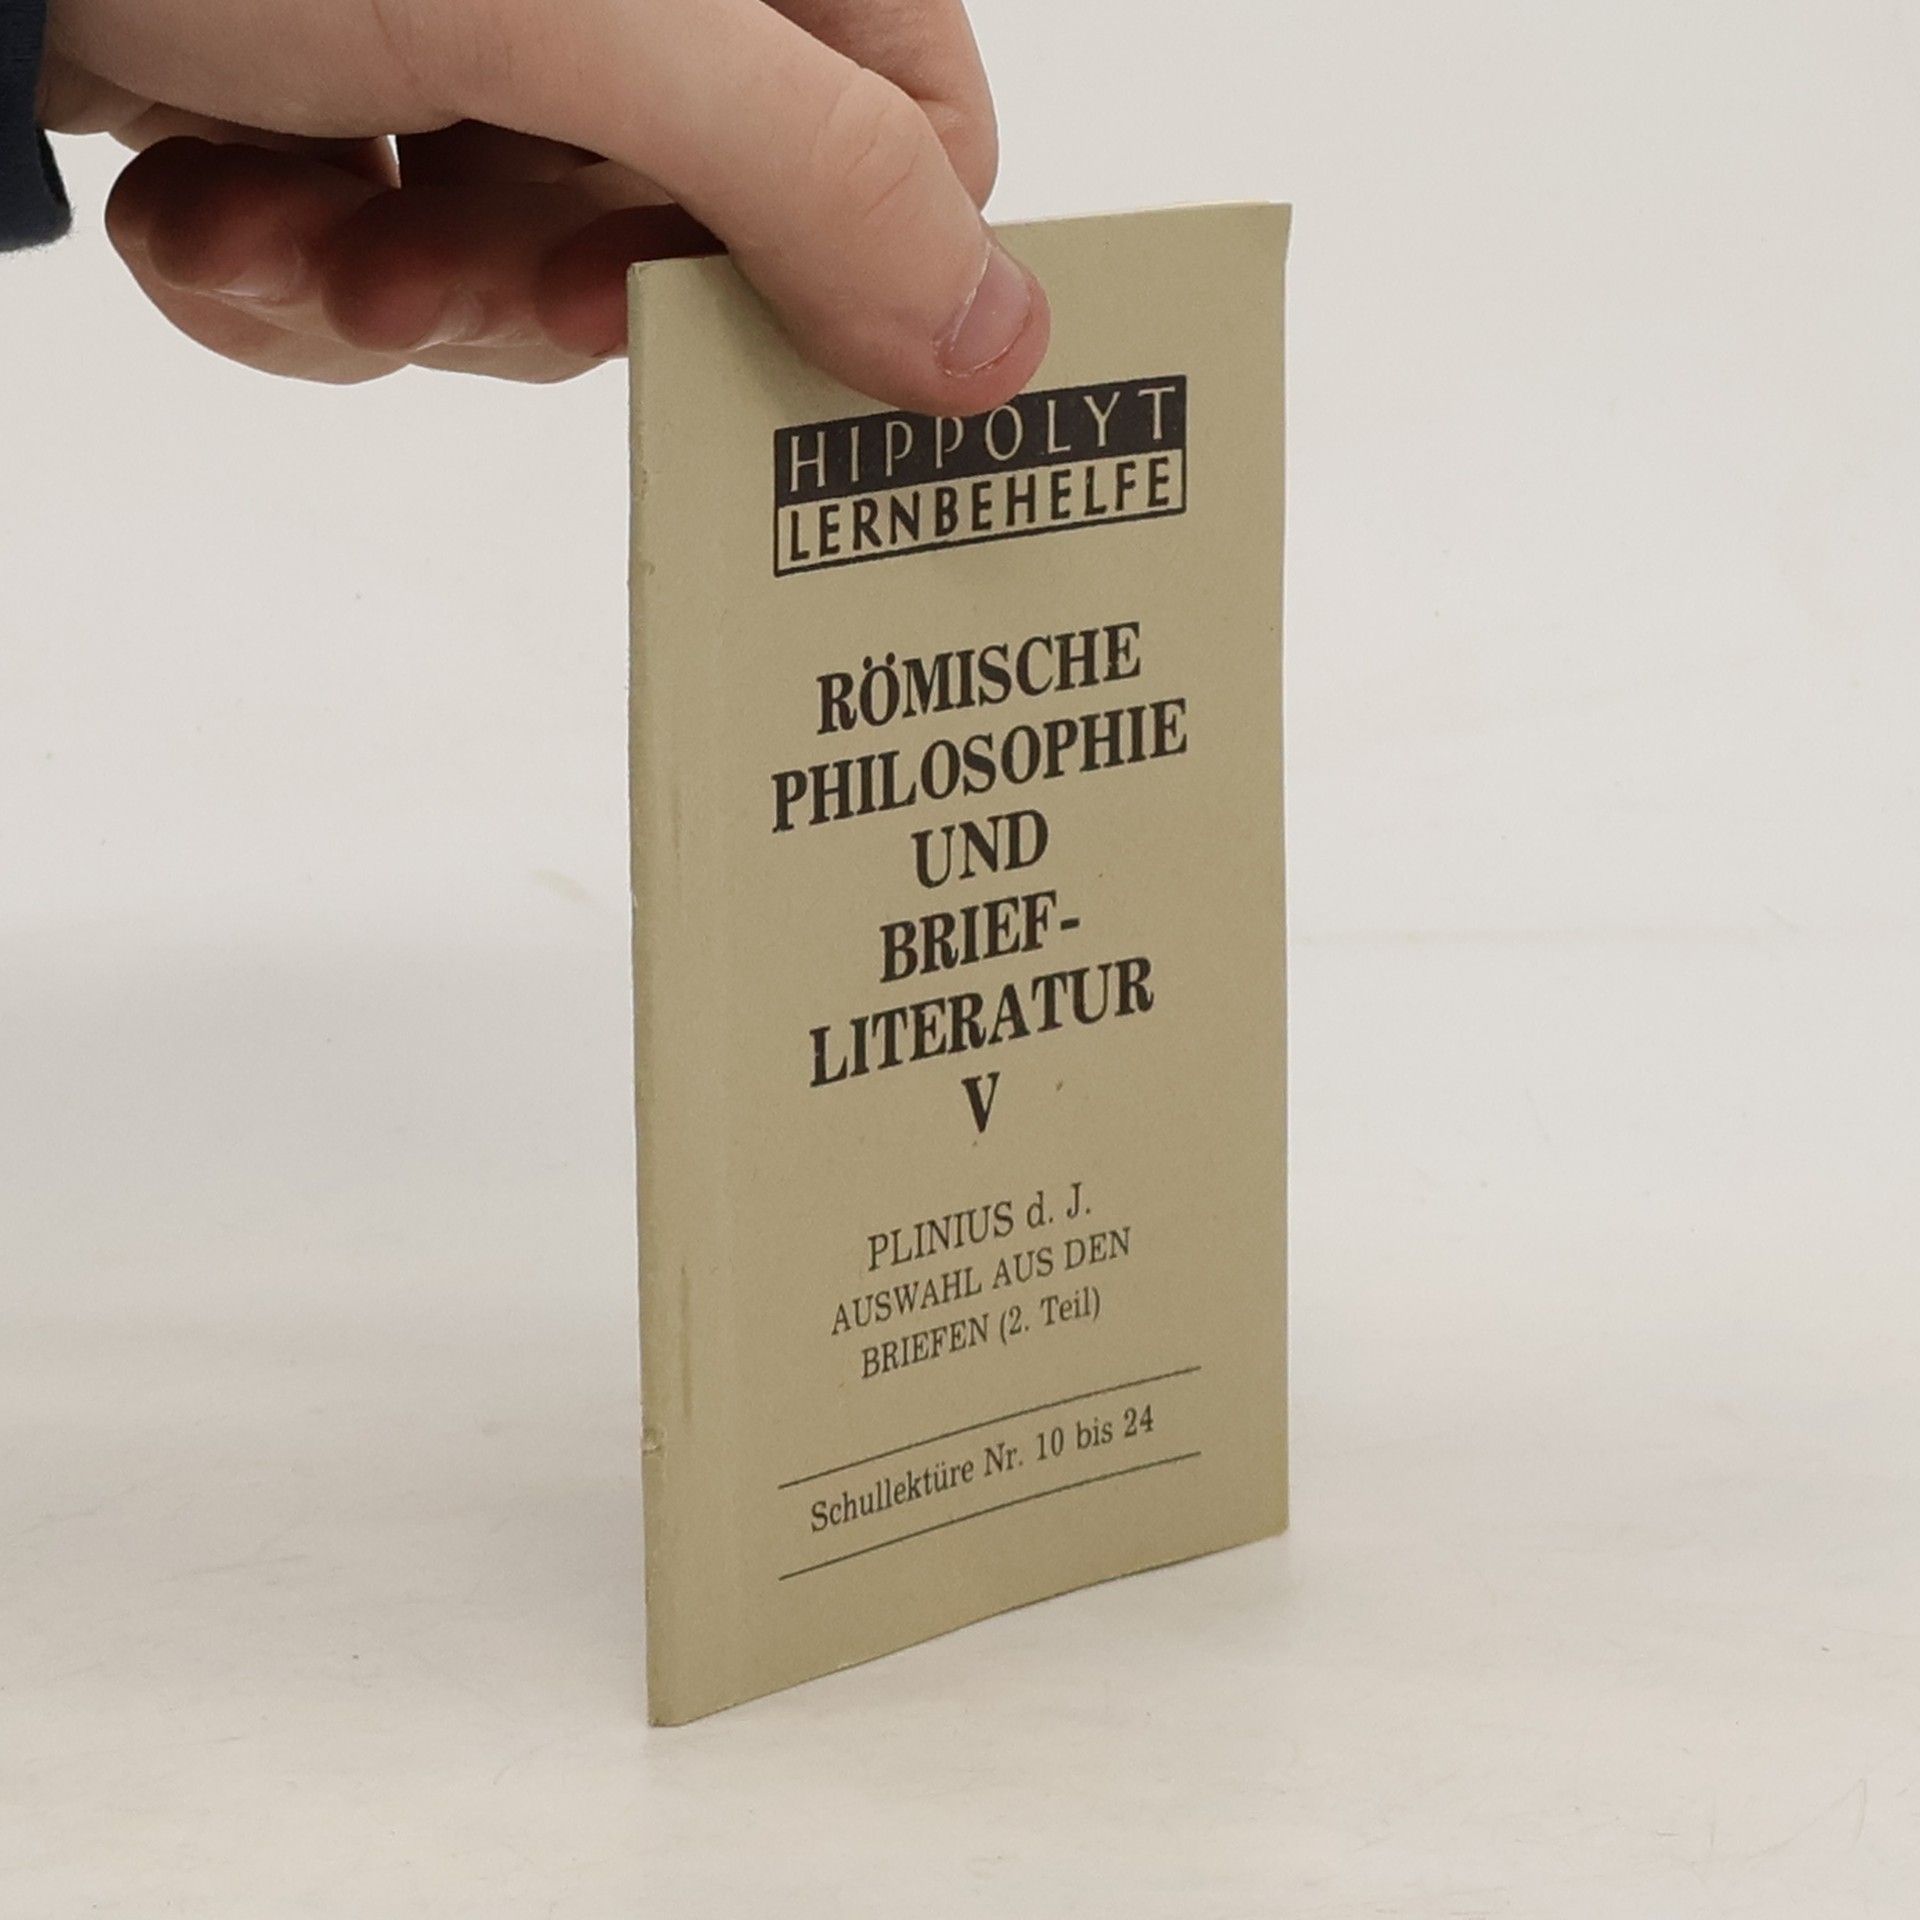 HIPPOLYT
LERNBEHELFE
RÖMISCHE
PHILOSOPHIE
UND
BRIEF-
LITERATUR
V
PLINIUS d. J.
AUSWAHL AUS DEN
BRIEFEN (2. Teil)
Schullektüre Nr. 10 bis 24